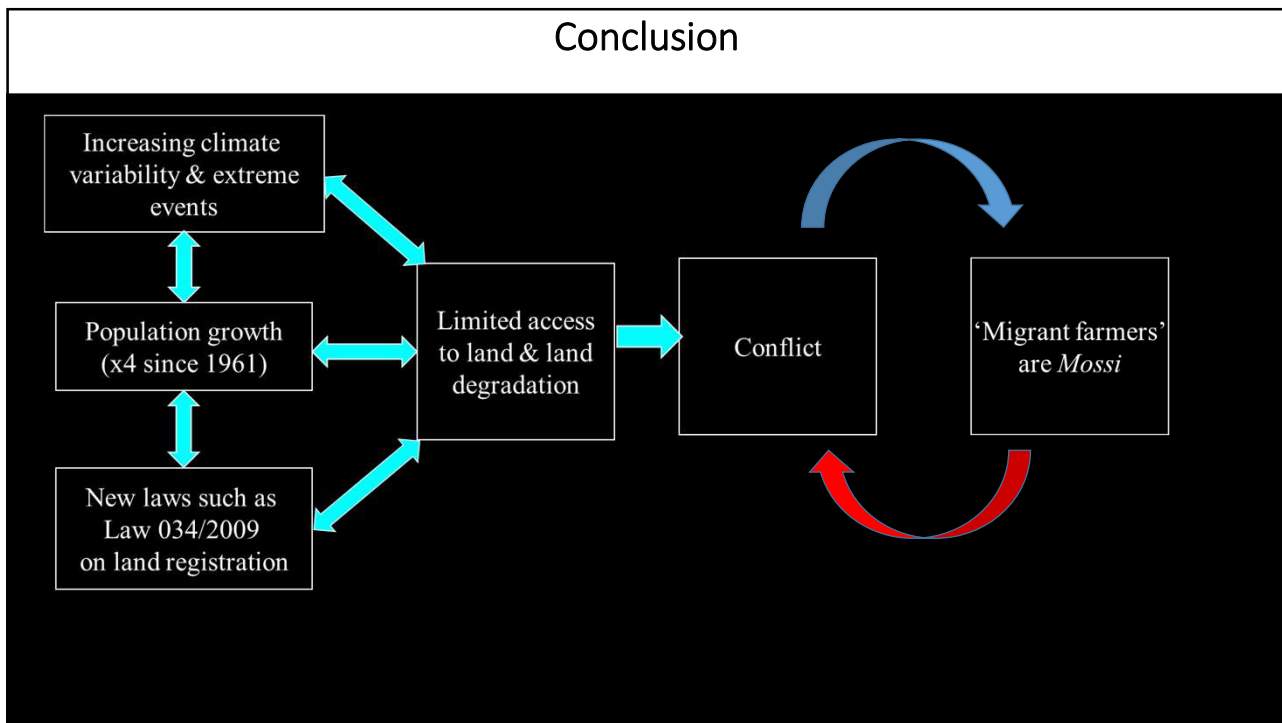 Conclusion
Increasing climate
variability & extreme
events
Population growth
(x4 since 1961)
New laws such as
Law 034/2009
on land registration
Limited access
to land & land
degradation
Conflict
‘Migrant farmers’
are Mossi